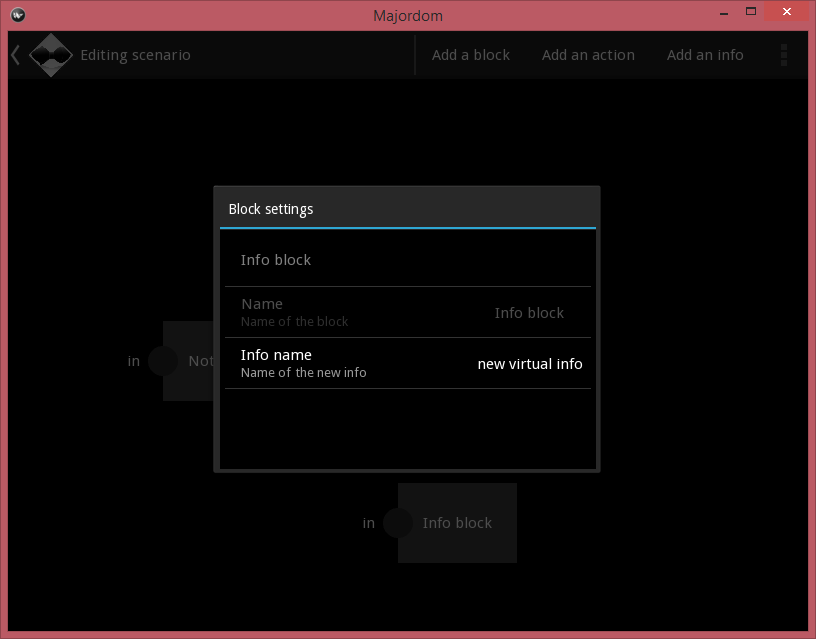 Majordom
Editing scenario
Add a block
Add an action
Add an info
Block settings
Info block
Name
Name of the block
Info block
Info name
Name of the new info
new virtual info
in
Not
in
Info block